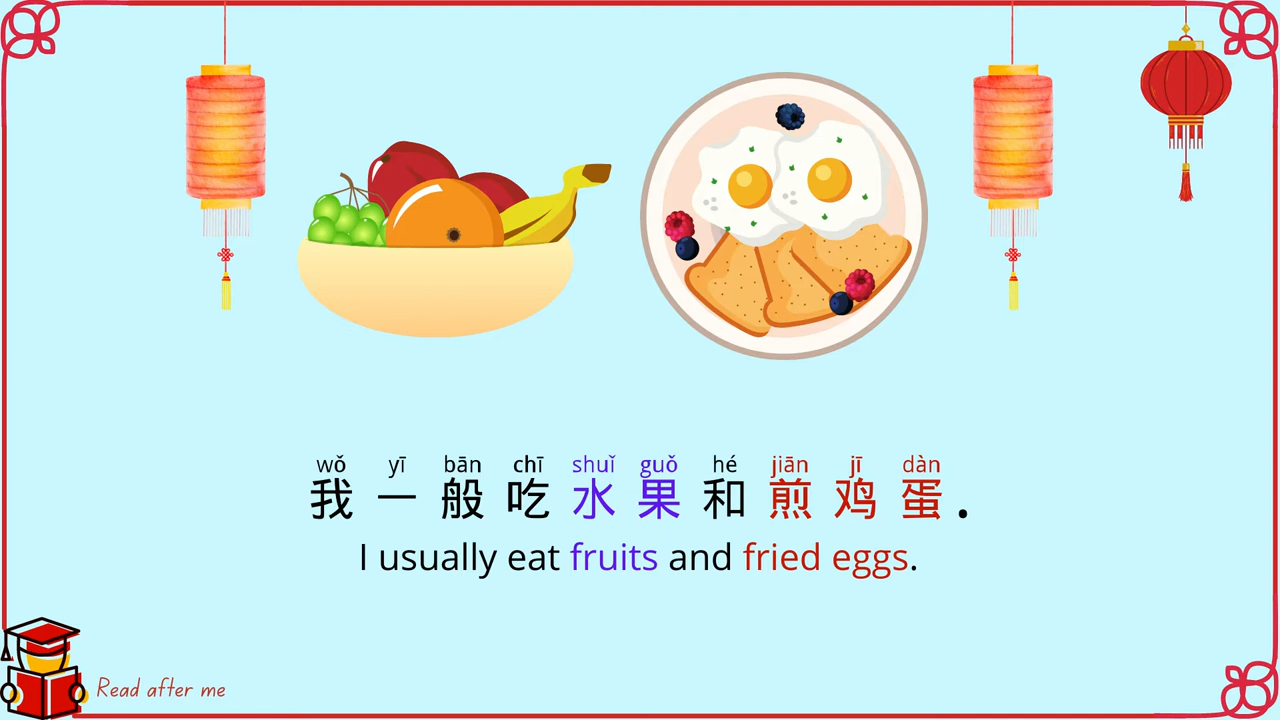 wǒ yī bān chī shuǐ guǒ hé jiān jī dàn
我一般吃水果和煎鸡蛋.
I usually eat fruits and fried eggs.
Read after me